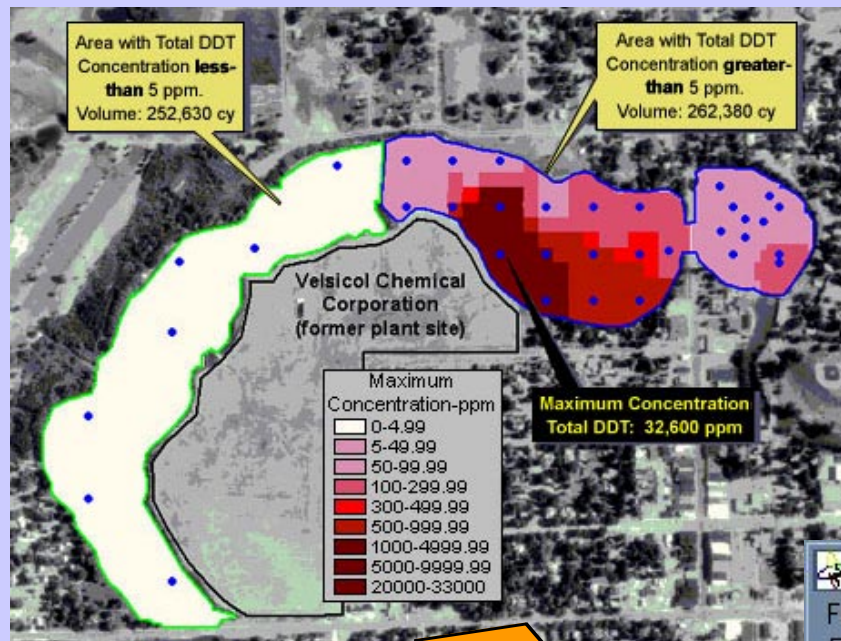 Area with Total DDT
Concentration less-
than 5 ppm.
Volume: 252,630 cy
Area with Total DDT
Concentration greater-
than 5 ppm.
Volume: 262,380 cy
Velsicol Chemical
Corporation
(former plant site)
Maximum
Concentration-ppm
0-4.99
5-49.99
50-99.99
100-299.99
300-499.99
500-999.99
1000-4999.99
5000-9999.99
20000-33000
Maximum Concentration
Total DDT: 32,600 ppm
F